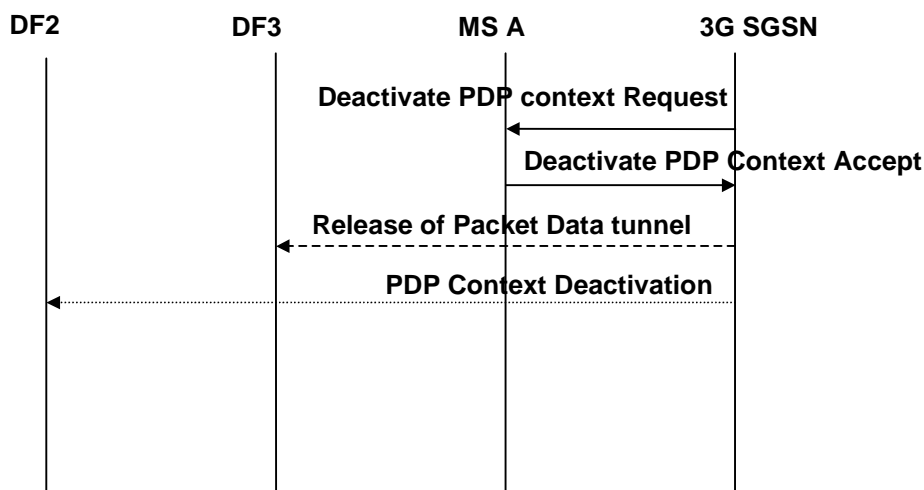 DF2 DF3 MS A 3G SGSN
Deactivate PDP context Request
Deactivate PDP Context Accept
Release of Packet Data tunnel
PDP Context Deactivation